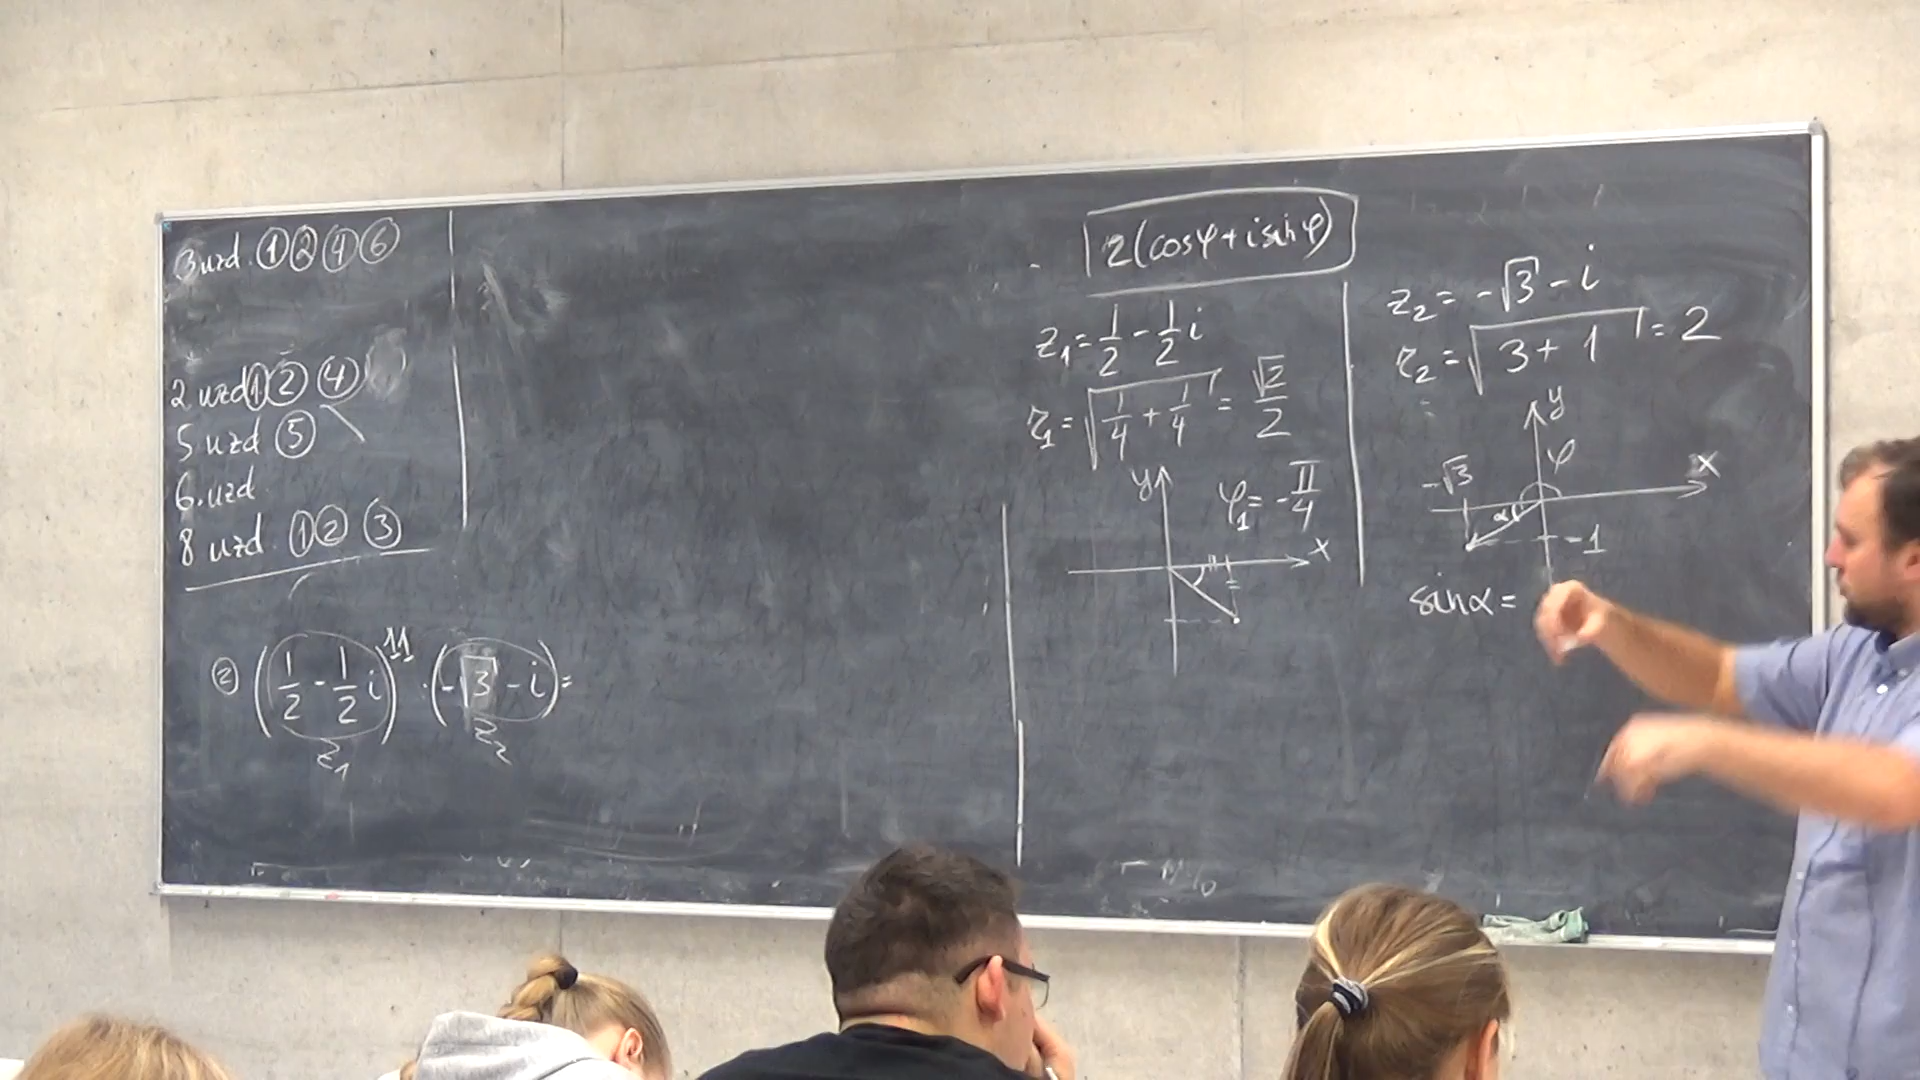 3 uzd. ① ② ④ ⑥
2 uzd ① ② ④
5 uzd ⑤
6. uzd
8 uzd. ① ② ③
② (1/2 - 1/2 i)^11 · (-√3 - i) =
z₁ z₂
r(cosφ + i sin φ)
z₁ = 1/2 - 1/2 i
r₁ = √(1/4 + 1/4) = √2/2
y φ₁ = -π/4
x
z₂ = -√3 - i
r₂ = √(3 + 1) = 2
y
φ
-√3 x
α
-1
sinα =